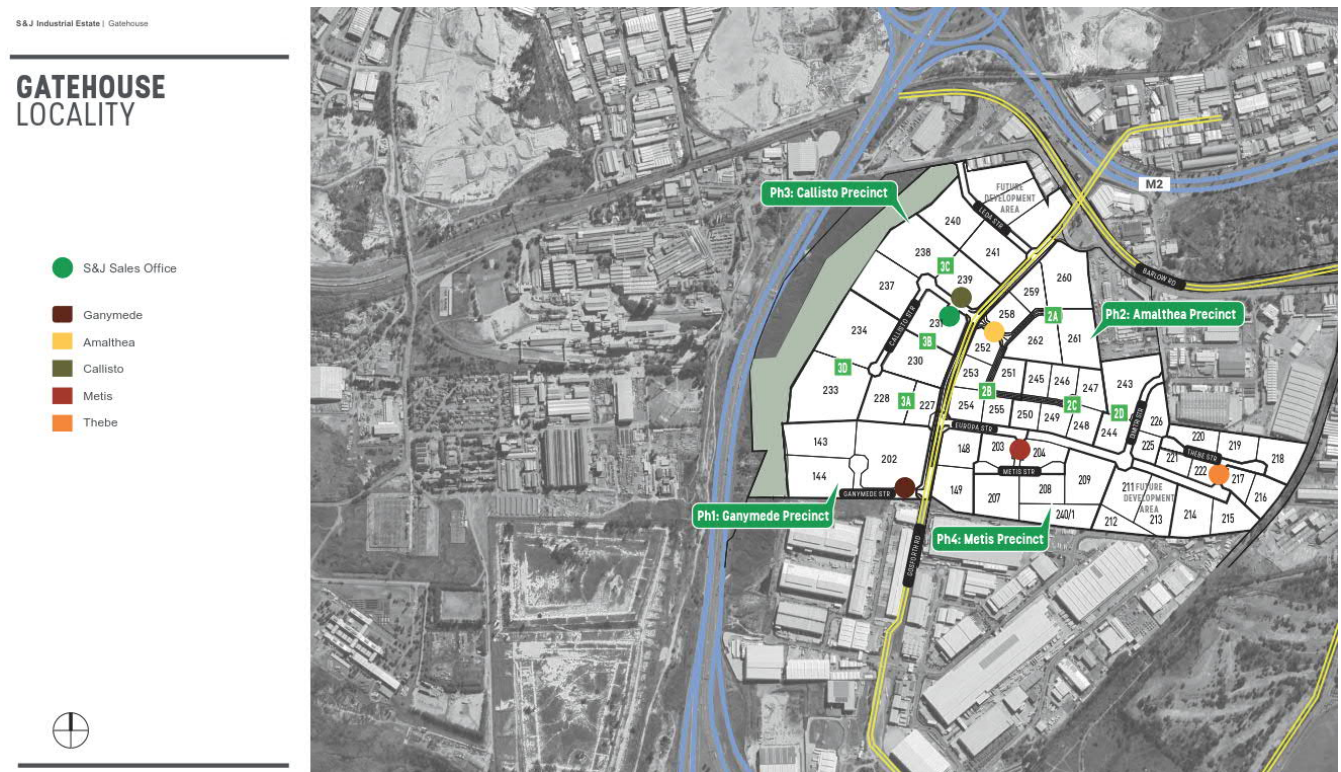 S&J Industrial Estate | Gatehouse
GATEHOUSE
LOCALITY
S&J Sales Office
Ganymede
Amalthea
Callisto
Metis
Thebe
M2
Ph3: Callisto Precinct
FUTURE
DEVELOPMENT
AREA
LEDA STR
240
241
238
3C
239
260
BARLOW RD
237
259
CALLISTO STR
231
258
2A
Ph2: Amalthea Precinct
234
3B
252
262
261
230
3D
233
253
251
245
246
247
243
2B
228
3A
227
254
255
250
249
2C
248
2D
244
226
EUROPA STR
143
202
148
203
204
225
220
219
THEBE STR
218
221
144
METIS STR
222
217
GANYMEDE STR
149
207
208
209
211
FUTURE
DEVELOPMENT
AREA
216
Ph1: Ganymede Precinct
240/1
212
213
214
215
Ph4: Metis Precinct
GOSFORTH RD